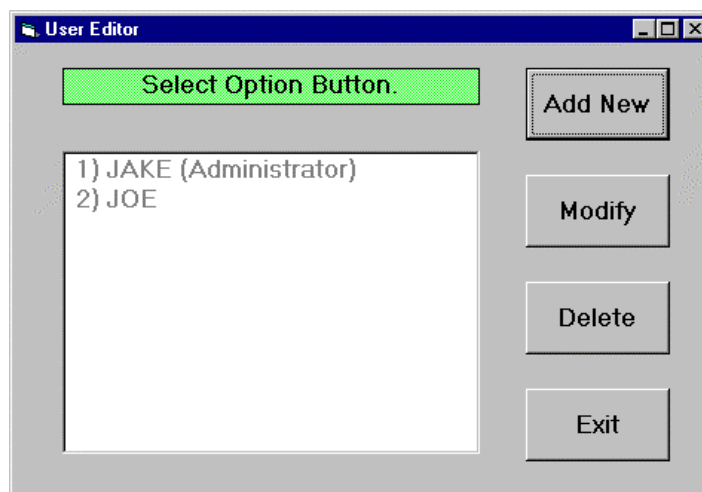 User Editor
Select Option Button.
1) JAKE (Administrator)
2) JOE
Add New
Modify
Delete
Exit